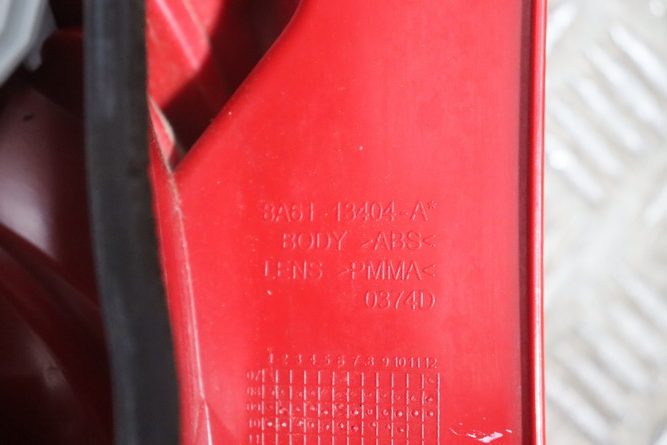 8A61-13404-A*
BODY >ABS<
LENS >PMMA<
0374D
1 2 3 4 5 6 7 8 9 10 11 12